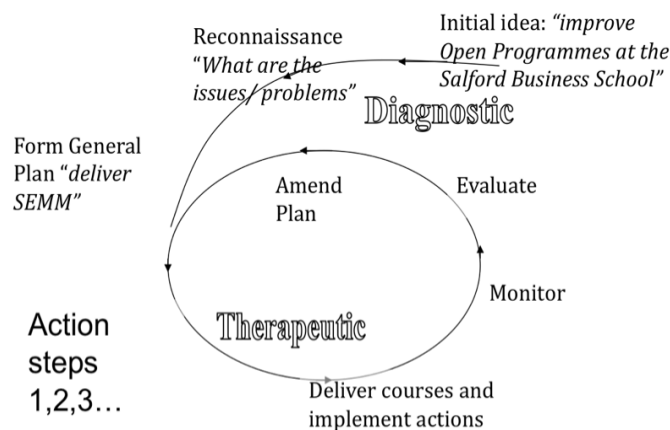 Initial idea: “improve
Open Programmes at the
Salford Business School”
Reconnaissance
“What are the
issues/ problems”
Diagnostic
Form General
Plan “deliver
SEMM”
Amend
Plan
Evaluate
Monitor
Therapeutic
Action
steps
1,2,3…
Deliver courses and
implement actions